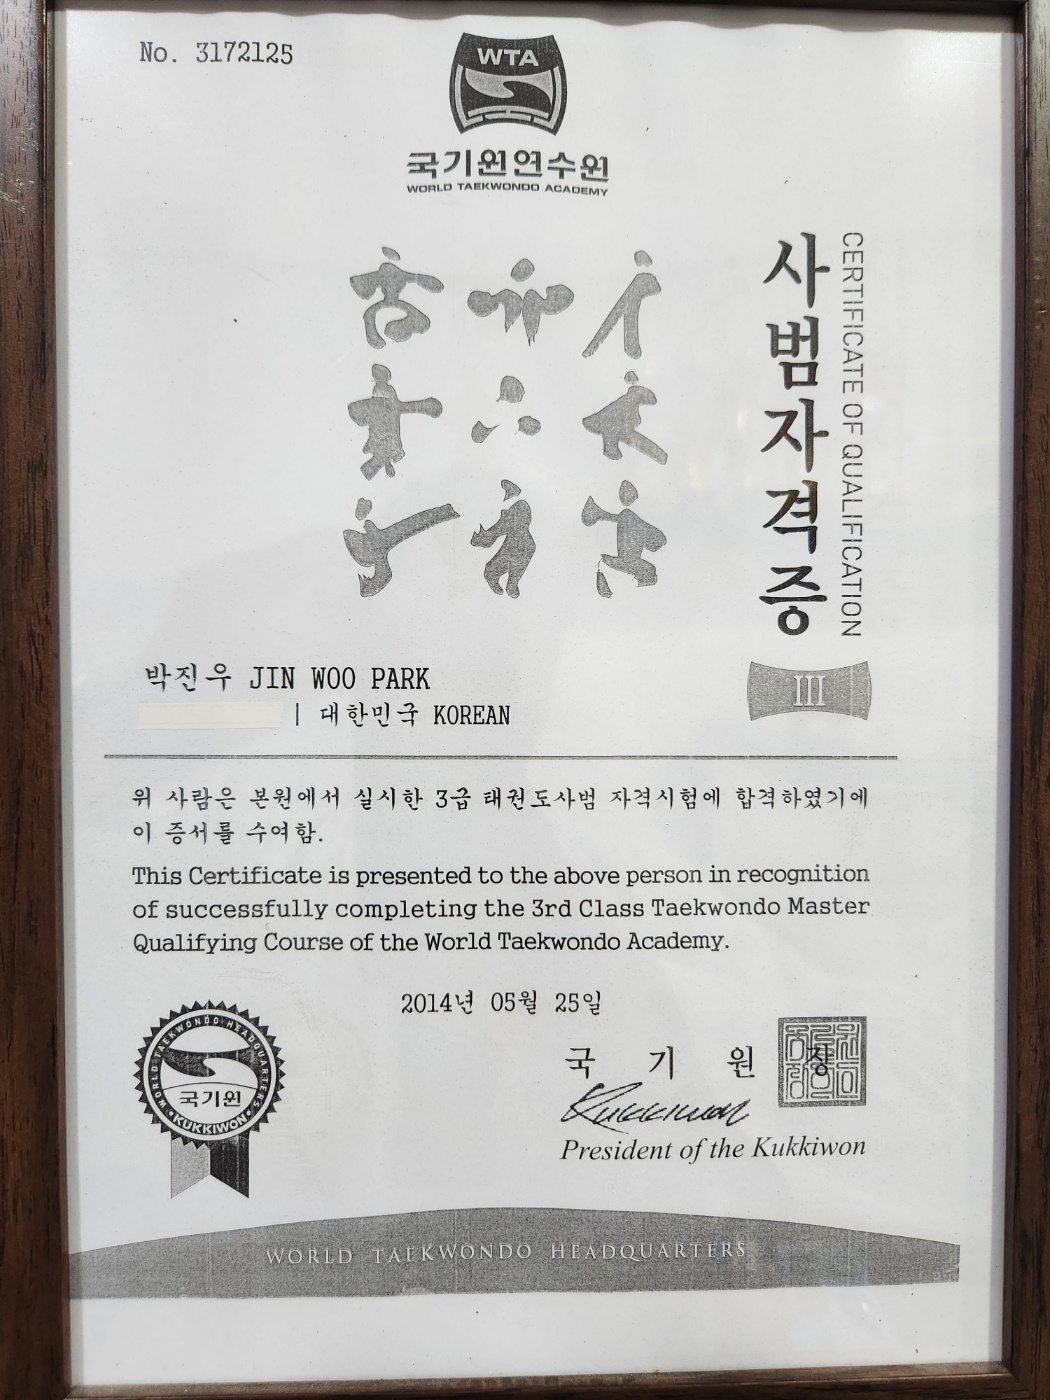 No. 3172125
WTA
국기원연수원
WORLD TAEKWONDO ACADEMY
사범자격증
CERTIFICATE OF QUALIFICATION
III
박진우 JIN WOO PARK
| 대한민국 KOREAN
위 사람은 본원에서 실시한 3급 태권도사범 자격시험에 합격하였기에
이 증서를 수여함.
This Certificate is presented to the above person in recognition
of successfully completing the 3rd Class Taekwondo Master
Qualifying Course of the World Taekwondo Academy.
2014년 05월 25일
WORLD TAEKWONDO HEADQUARTERS
국기원
KUKKIWON
국 기 원 장
Kukkiwon
President of the Kukkiwon
WORLD TAEKWONDO HEADQUARTERS